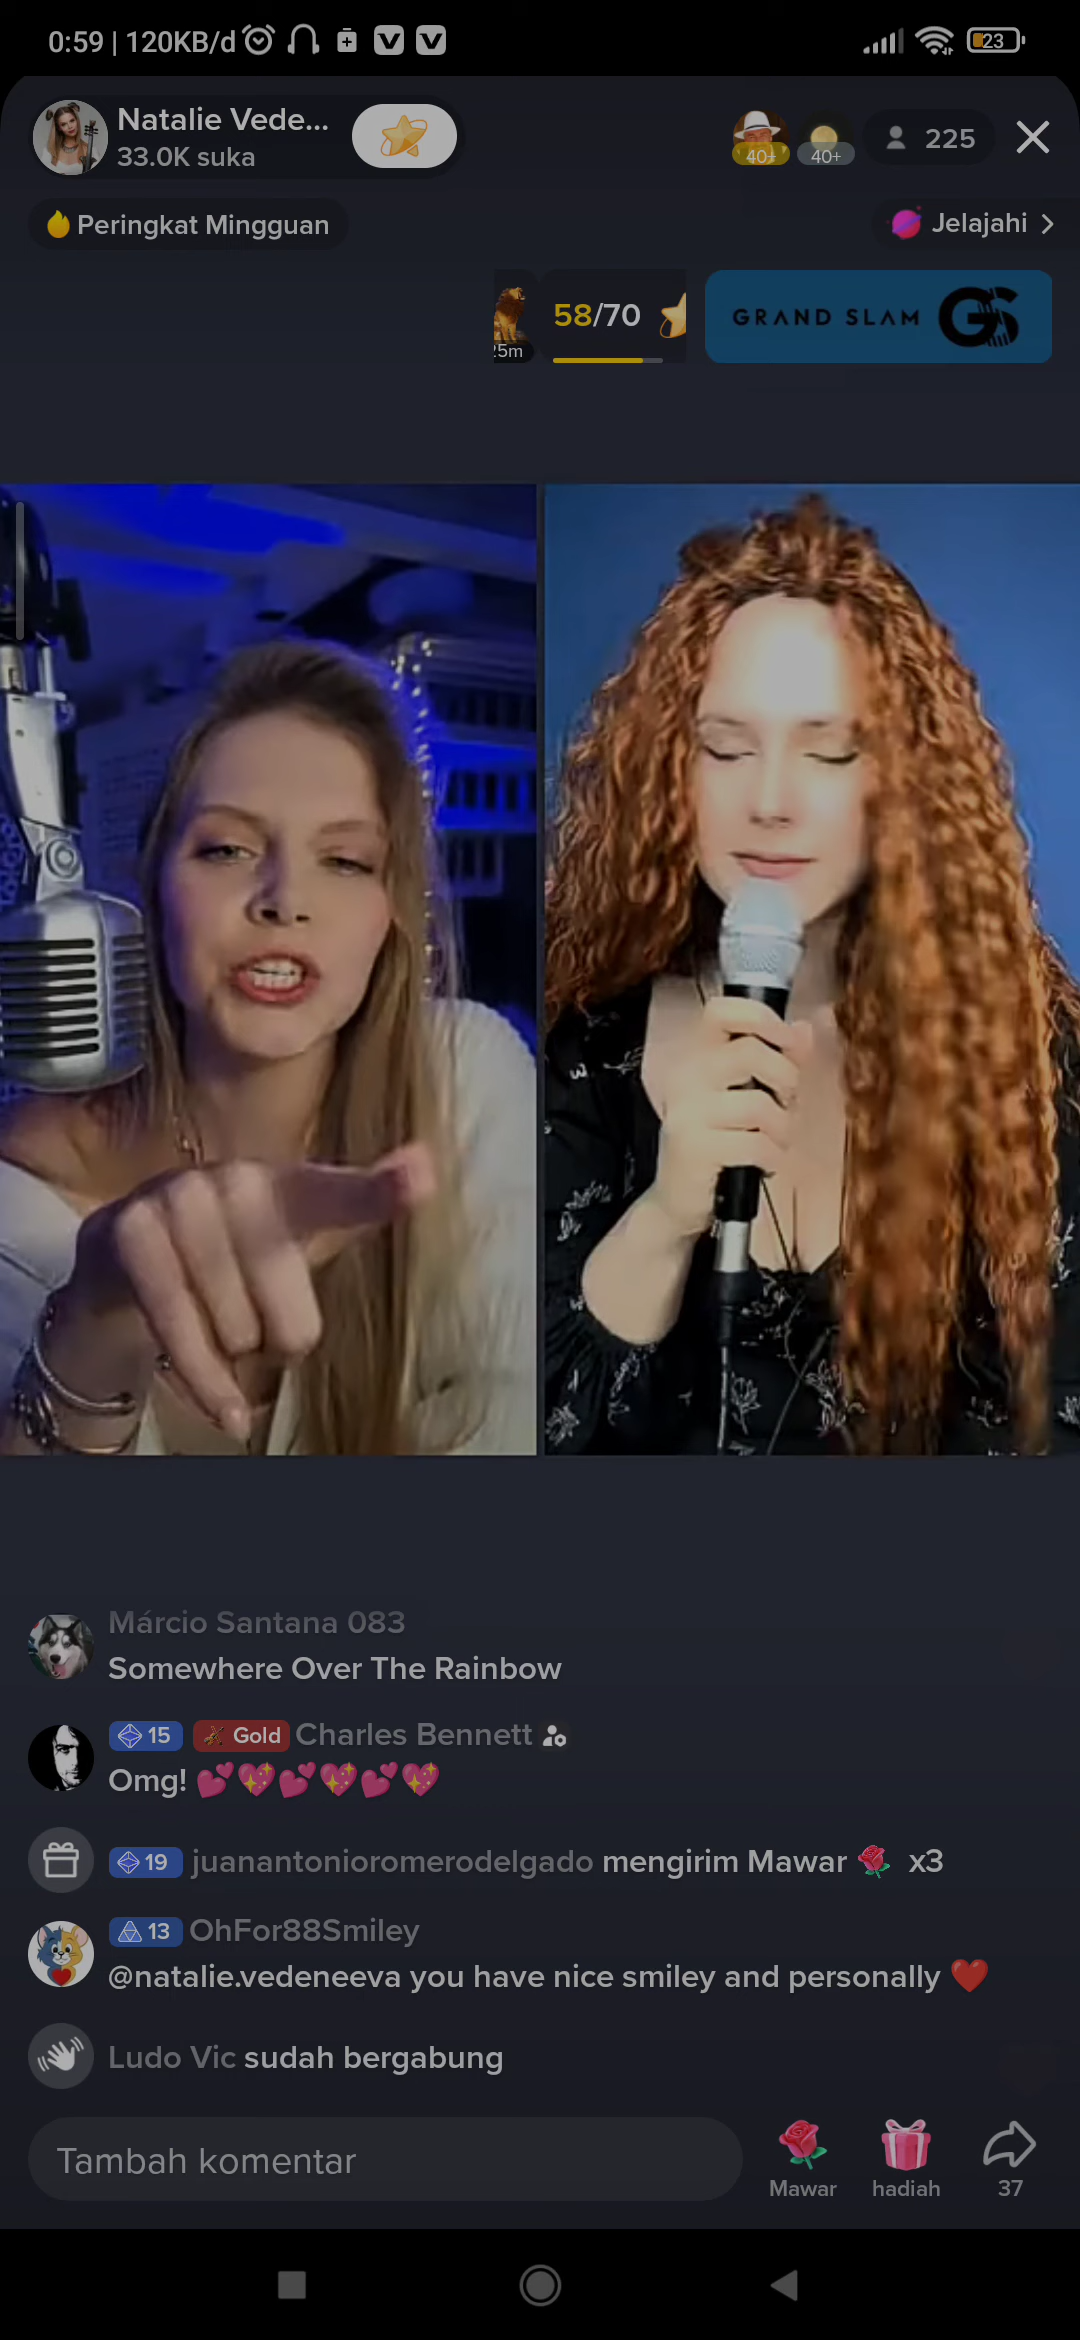 0:59 | 120KB/d
23
Natalie Vede...
33.0K suka
40+
40+
225
Peringkat Mingguan
Jelajahi
25m
58/70
GRAND SLAM GS
Márcio Santana 083
Somewhere Over The Rainbow
15 Gold Charles Bennett
Omg! 💕💖💕💖💕💖
19 juanantonioromerodelgado mengirim Mawar 🌹 x3
13 OhFor88Smiley
@natalie.vedeneeva you have nice smiley and personally ❤️
Ludo Vic sudah bergabung
Tambah komentar
Mawar
hadiah
37